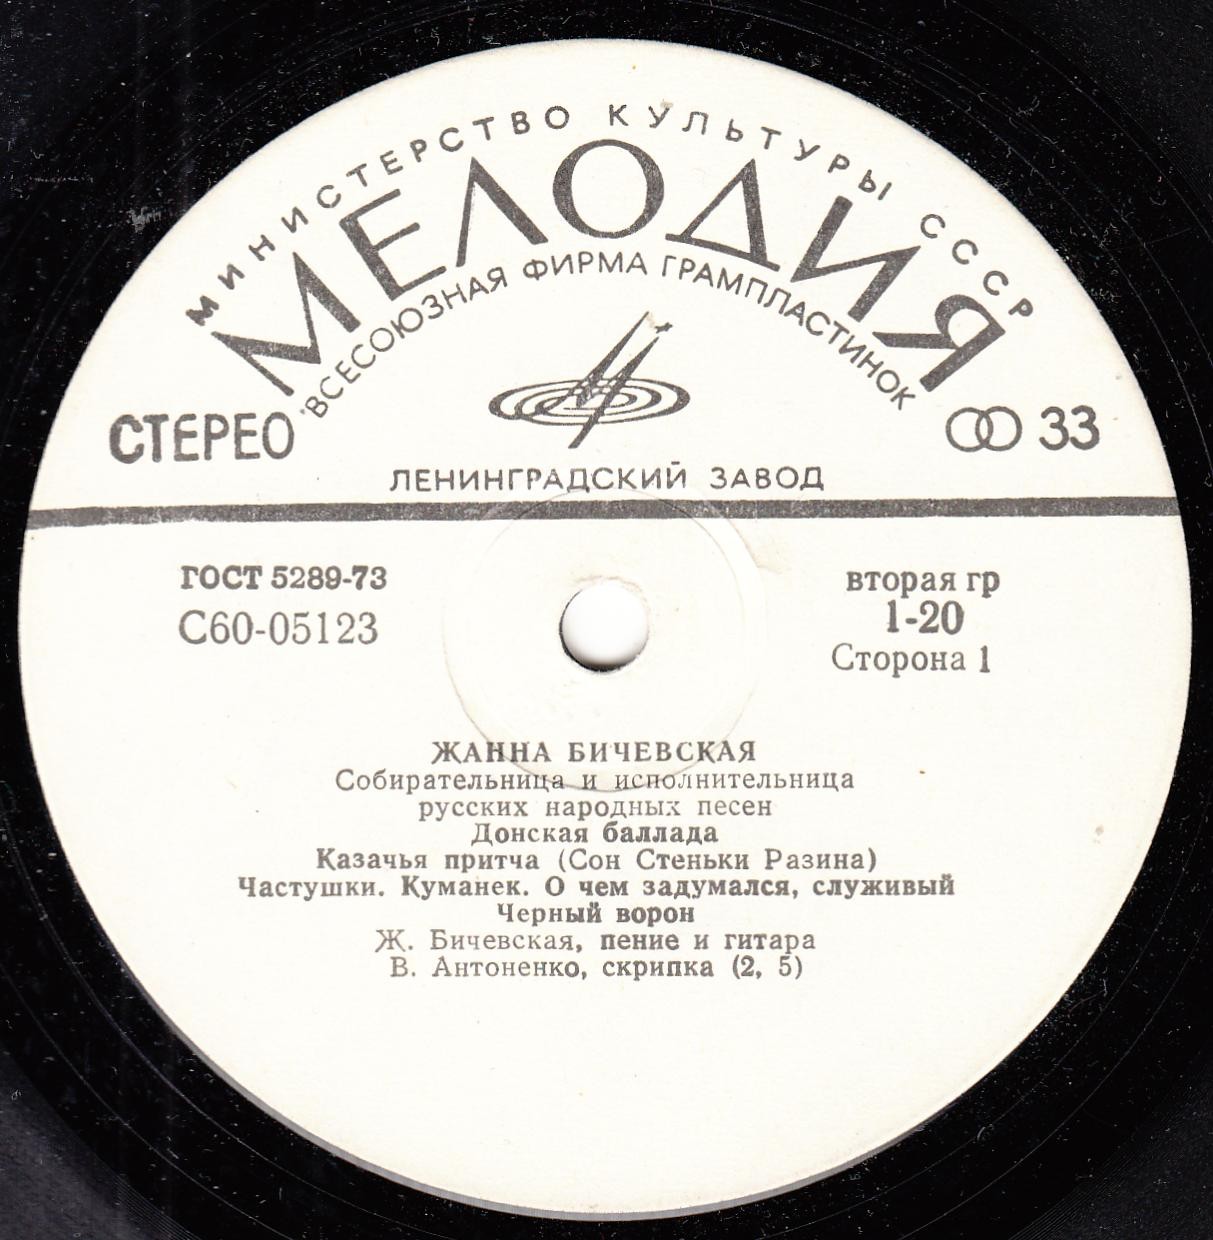 МИНИСТЕРСТВО КУЛЬТУРЫ СССР
МЕЛОДИЯ
ВСЕСОЮЗНАЯ ФИРМА ГРАМПЛАСТИНОК
СТЕРЕО
33
ЛЕНИНГРАДСКИЙ ЗАВОД
ГОСТ 5289-73
С60-05123
вторая гр
1-20
Сторона 1
ЖАННА БИЧЕВСКАЯ
Собирательница и исполнительница
русских народных песен
Донская баллада
Казачья притча (Сон Стеньки Разина)
Частушки. Куманек. О чем задумался, служивый
Черный ворон
Ж. Бичевская, пение и гитара
В. Антоненко, скрипка (2, 5)